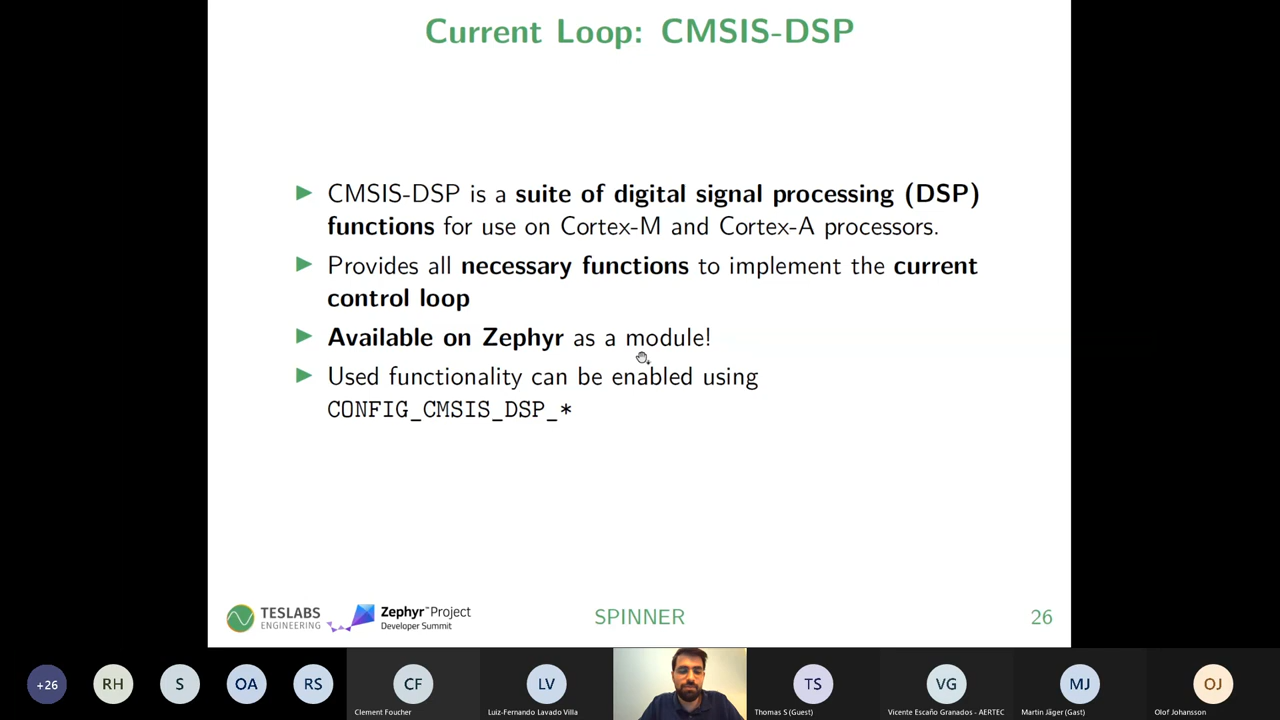 Current Loop: CMSIS-DSP
CMSIS-DSP is a suite of digital signal processing (DSP)
functions for use on Cortex-M and Cortex-A processors.
Provides all necessary functions to implement the current
control loop
Available on Zephyr as a module!
Used functionality can be enabled using
CONFIG_CMSIS_DSP_*
TESLABS
ENGINEERING
Zephyr™Project
Developer Summit
SPINNER
26
+26
RH
S
OA
RS
CF
LV
TS
VG
MJ
OJ
Clement Foucher
Luiz-Fernando Lavado Villa
Thomas S (Guest)
Vicente Escaño Granados - AERTEC
Martin Jäger (Gast)
Olof Johansson